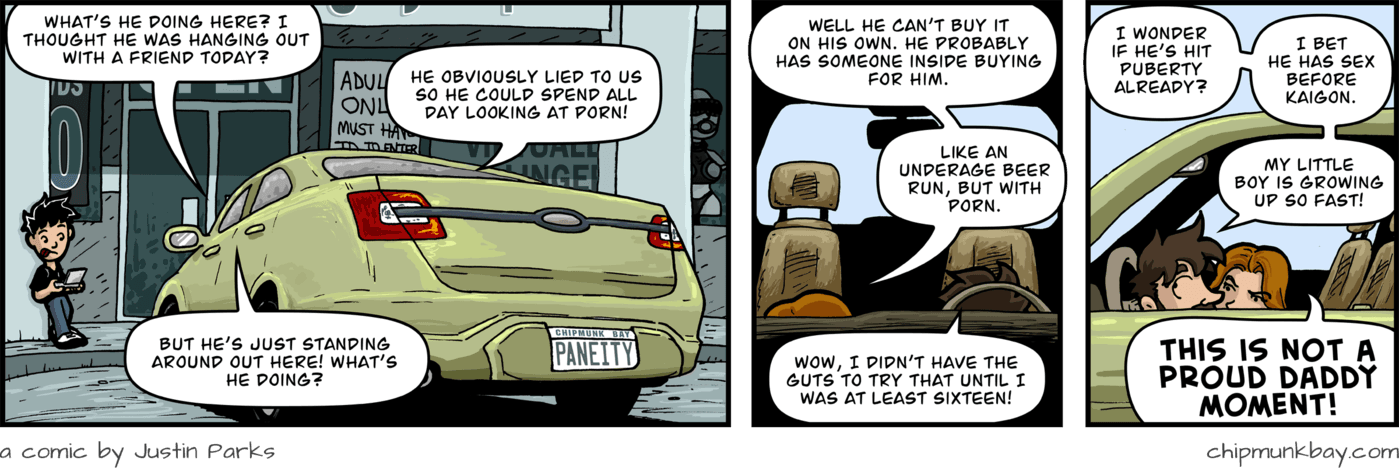 WHAT'S HE DOING HERE? I
THOUGHT HE WAS HANGING OUT
WITH A FRIEND TODAY?
HE OBVIOUSLY LIED TO US
SO HE COULD SPEND ALL
DAY LOOKING AT PORN!
OPEN
ADUL
ONL
MUST HAV
ID TO ENTER
BUT HE'S JUST STANDING
AROUND OUT HERE! WHAT'S
HE DOING?
CHIPMUNK BAY
PANEITY
WELL HE CAN'T BUY IT
ON HIS OWN. HE PROBABLY
HAS SOMEONE INSIDE BUYING
FOR HIM.
LIKE AN
UNDERAGE BEER
RUN, BUT WITH
PORN.
WOW, I DIDN'T HAVE THE
GUTS TO TRY THAT UNTIL I
WAS AT LEAST SIXTEEN!
I WONDER
IF HE'S HIT
PUBERTY
ALREADY?
I BET
HE HAS SEX
BEFORE
KAIGON.
MY LITTLE
BOY IS GROWING
UP SO FAST!
THIS IS NOT A
PROUD DADDY
MOMENT!
a comic by Justin Parks
chipmunkbay.com